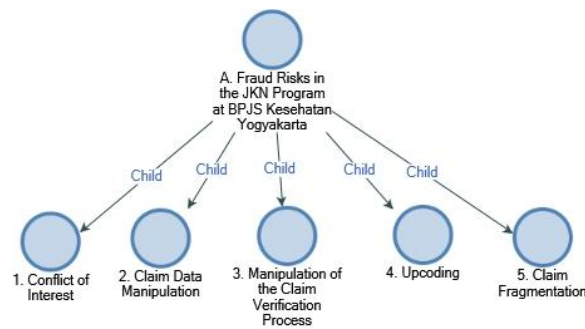 A. Fraud Risks in
the JKN Program
at BPJS Kesehatan
Yogyakarta
Child
Child
Child
Child
Child
1. Conflict of
Interest
2. Claim Data
Manipulation
3. Manipulation of
the Claim
Verification
Process
4. Upcoding
5. Claim
Fragmentation